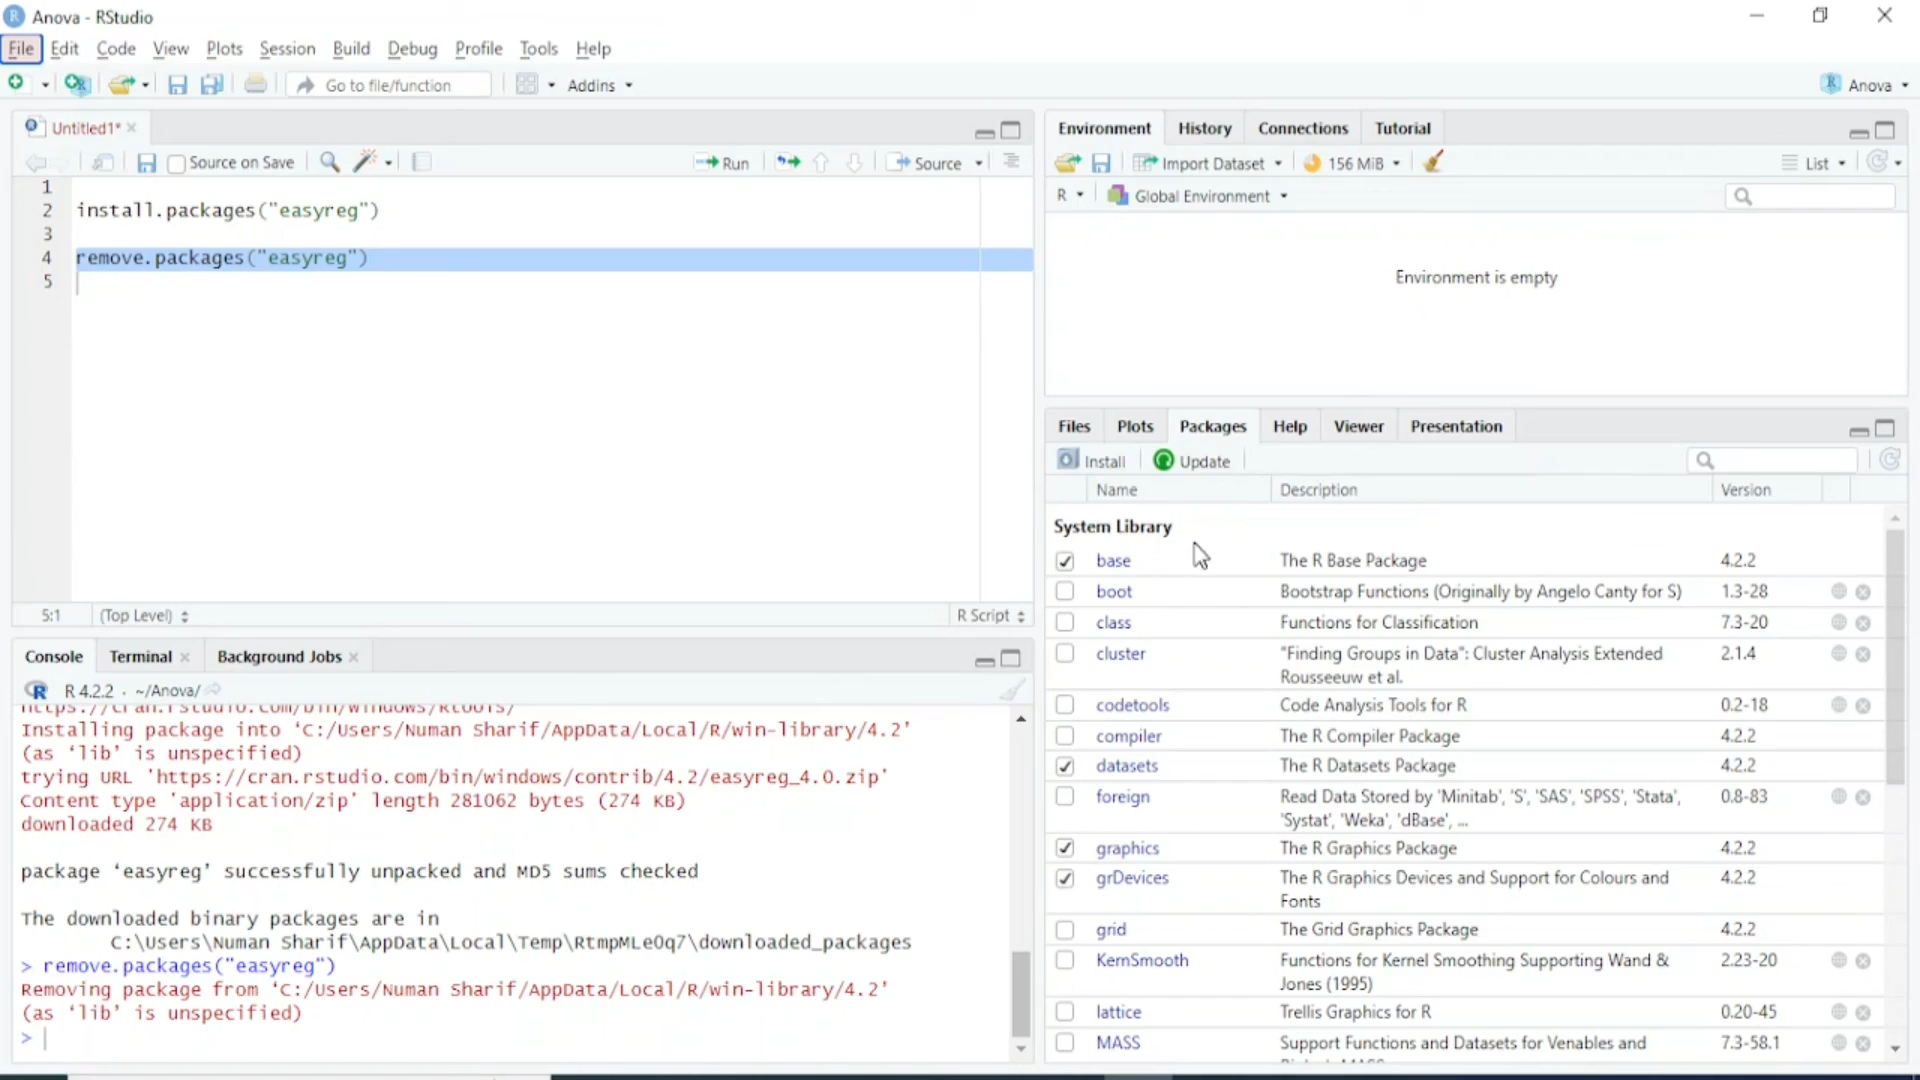 Anova - RStudio
File Edit Code View Plots Session Build Debug Profile Tools Help
Go to file/function Addins Anova
Untitled1*
Source on Save Run Source
1
2 install.packages("easyreg")
3
4 remove.packages("easyreg")
5
5:1 (Top Level) R Script
Console Terminal Background Jobs
R 4.2.2 · ~/Anova/
https://cran.rstudio.com/bin/windows/Rtools/
Installing package into ‘C:/Users/Numan Sharif/AppData/Local/R/win-library/4.2’
(as ‘lib’ is unspecified)
trying URL 'https://cran.rstudio.com/bin/windows/contrib/4.2/easyreg_4.0.zip'
Content type 'application/zip' length 281062 bytes (274 KB)
downloaded 274 KB
package ‘easyreg’ successfully unpacked and MD5 sums checked
The downloaded binary packages are in
C:\Users\Numan Sharif\AppData\Local\Temp\RtmpMLeOq7\downloaded_packages
> remove.packages("easyreg")
Removing package from ‘C:/Users/Numan Sharif/AppData/Local/R/win-library/4.2’
(as ‘lib’ is unspecified)
>
Environment History Connections Tutorial
Import Dataset 156 MiB List
R Global Environment
Environment is empty
Files Plots Packages Help Viewer Presentation
Install Update
Name Description Version
System Library
base The R Base Package 4.2.2
boot Bootstrap Functions (Originally by Angelo Canty for S) 1.3-28
class Functions for Classification 7.3-20
cluster "Finding Groups in Data": Cluster Analysis Extended 2.1.4
Rousseeuw et al.
codetools Code Analysis Tools for R 0.2-18
compiler The R Compiler Package 4.2.2
datasets The R Datasets Package 4.2.2
foreign Read Data Stored by 'Minitab', 'S', 'SAS', 'SPSS', 'Stata', 0.8-83
'Systat', 'Weka', 'dBase', ...
graphics The R Graphics Package 4.2.2
grDevices The R Graphics Devices and Support for Colours and 4.2.2
Fonts
grid The Grid Graphics Package 4.2.2
KernSmooth Functions for Kernel Smoothing Supporting Wand & 2.23-20
Jones (1995)
lattice Trellis Graphics for R 0.20-45
MASS Support Functions and Datasets for Venables and 7.3-58.1